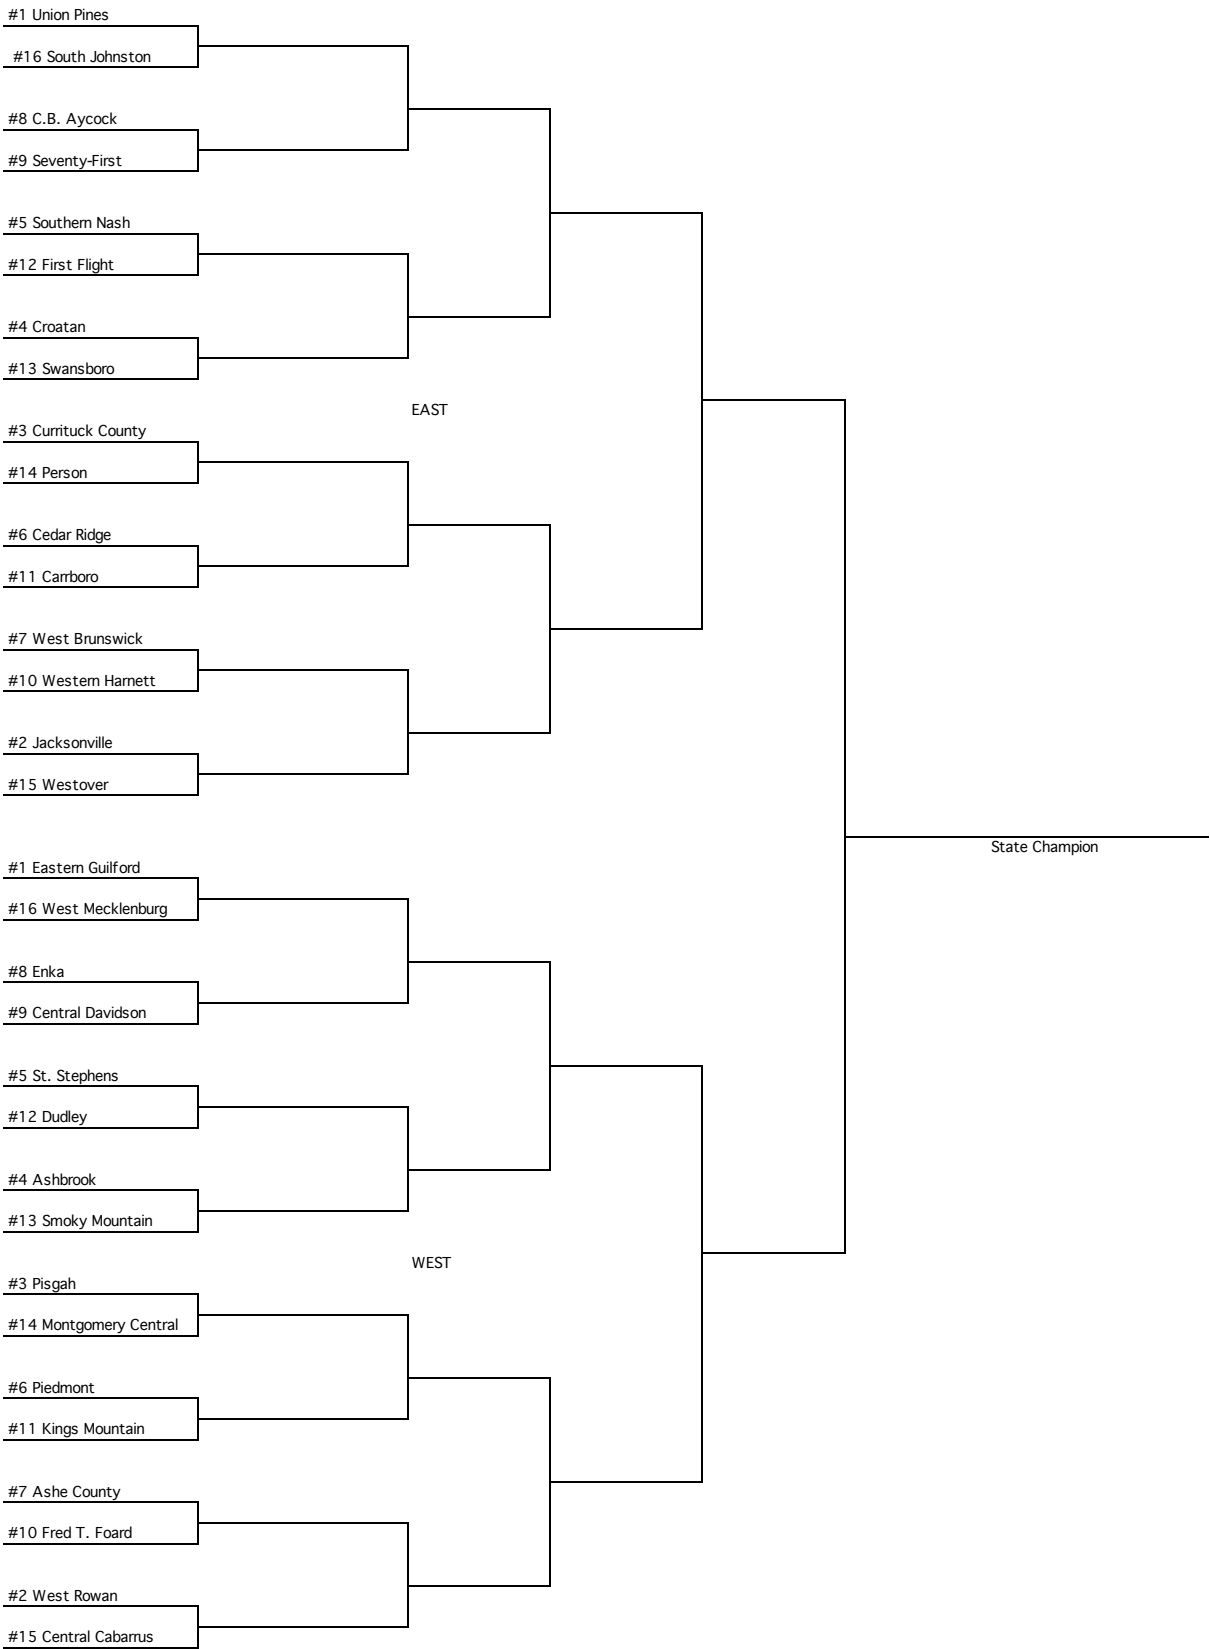 #1 Union Pines
#16 South Johnston
#8 C.B. Aycock
#9 Seventy-First
#5 Southern Nash
#12 First Flight
#4 Croatan
#13 Swansboro
EAST
#3 Currituck County
#14 Person
#6 Cedar Ridge
#11 Carrboro
#7 West Brunswick
#10 Western Harnett
#2 Jacksonville
#15 Westover
State Champion
#1 Eastern Guilford
#16 West Mecklenburg
#8 Enka
#9 Central Davidson
#5 St. Stephens
#12 Dudley
#4 Ashbrook
#13 Smoky Mountain
WEST
#3 Pisgah
#14 Montgomery Central
#6 Piedmont
#11 Kings Mountain
#7 Ashe County
#10 Fred T. Foard
#2 West Rowan
#15 Central Cabarrus